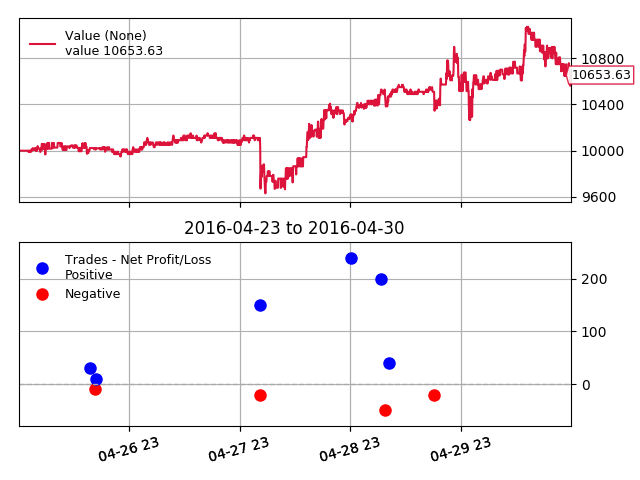 Value (None)
value 10653.63
10800
10653.63
10400
10000
9600
2016-04-23 to 2016-04-30
Trades - Net Profit/Loss
Positive
Negative
200
100
0
04-26 23
04-27 23
04-28 23
04-29 23